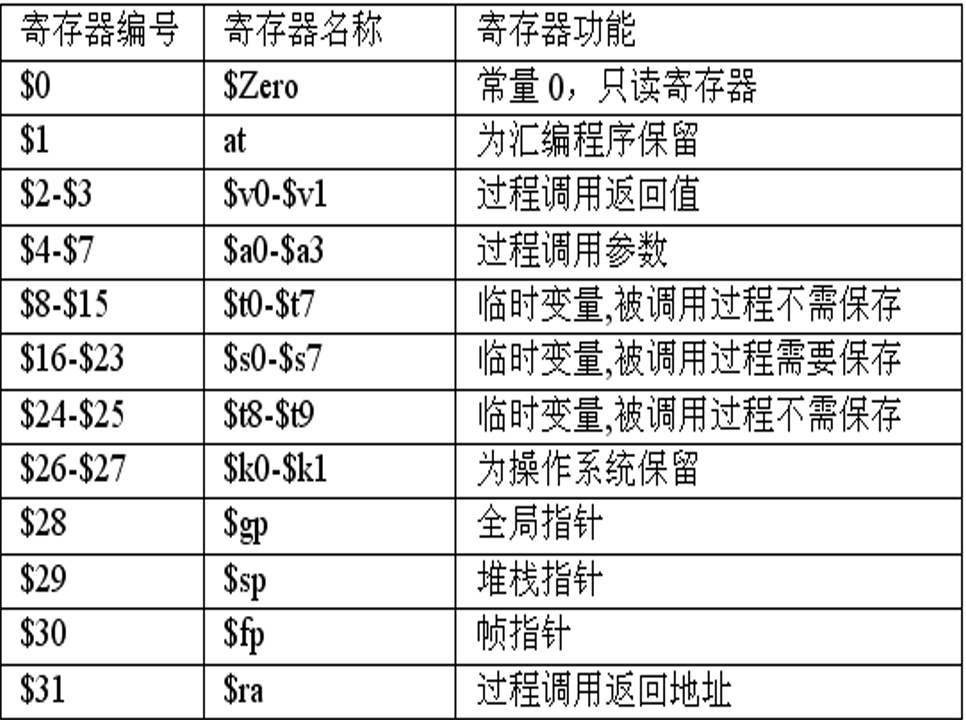 寄存器编号 寄存器名称 寄存器功能
$0 $Zero 常量0，只读寄存器
$1 at 为汇编程序保留
$2-$3 $v0-$v1 过程调用返回值
$4-$7 $a0-$a3 过程调用参数
$8-$15 $t0-$t7 临时变量,被调用过程不需保存
$16-$23 $s0-$s7 临时变量,被调用过程需要保存
$24-$25 $t8-$t9 临时变量,被调用过程不需保存
$26-$27 $k0-$k1 为操作系统保留
$28 $gp 全局指针
$29 $sp 堆栈指针
$30 $fp 帧指针
$31 $ra 过程调用返回地址